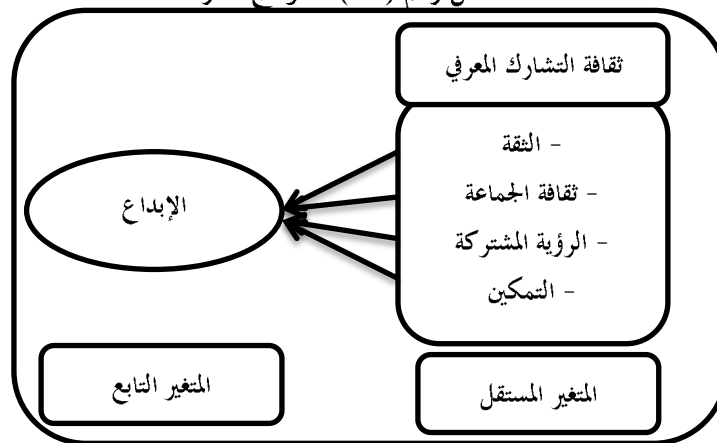 ثقافة التشارك المعرفي
- الثقة
- ثقافة الجماعة
- الرؤية المشتركة
- التمكين
الإبداع
المتغير المستقل
المتغير التابع